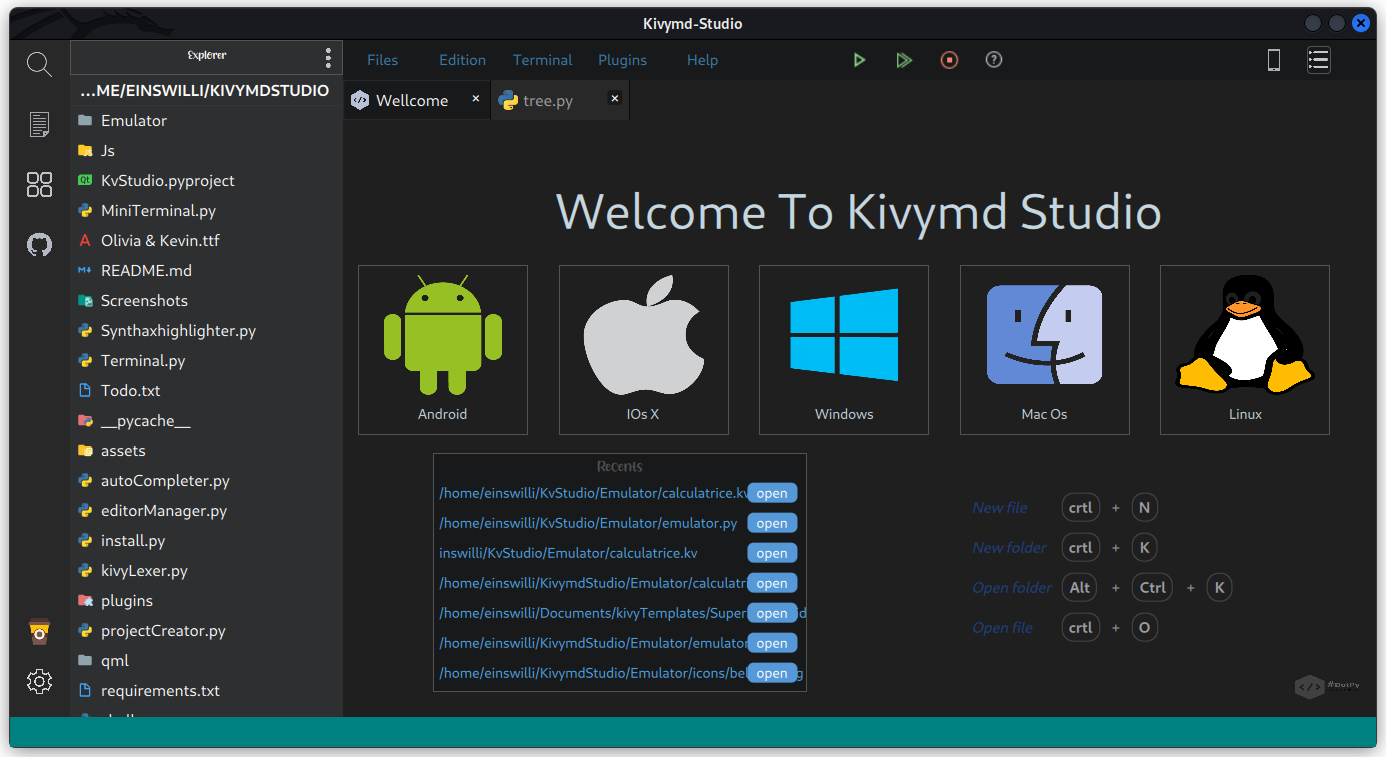 Kivymd-Studio
Explorer
Files Edition Terminal Plugins Help
...ME/EINSWILLI/KIVYMDSTUDIO
Wellcome × tree.py ×
Emulator
Js
KvStudio.pyproject
MiniTerminal.py
Olivia & Kevin.ttf
README.md
Screenshots
Synthaxhighlighter.py
Terminal.py
Todo.txt
__pycache__
assets
autoCompleter.py
editorManager.py
install.py
kivyLexer.py
plugins
projectCreator.py
qml
requirements.txt
Welcome To Kivymd Studio
Android
IOs X
Windows
Mac Os
Linux
Recents
/home/einswilli/KvStudio/Emulator/calculatrice.kv open
/home/einswilli/KvStudio/Emulator/emulator.py open
inswilli/KvStudio/Emulator/calculatrice.kv open
/home/einswilli/KivymdStudio/Emulator/calculatr open
/home/einswilli/Documents/kivyTemplates/Super open
/home/einswilli/KivymdStudio/Emulator/emulator open
/home/einswilli/KivymdStudio/Emulator/icons/be open
New file crtl + N
New folder crtl + K
Open folder Alt + Ctrl + K
Open file crtl + O